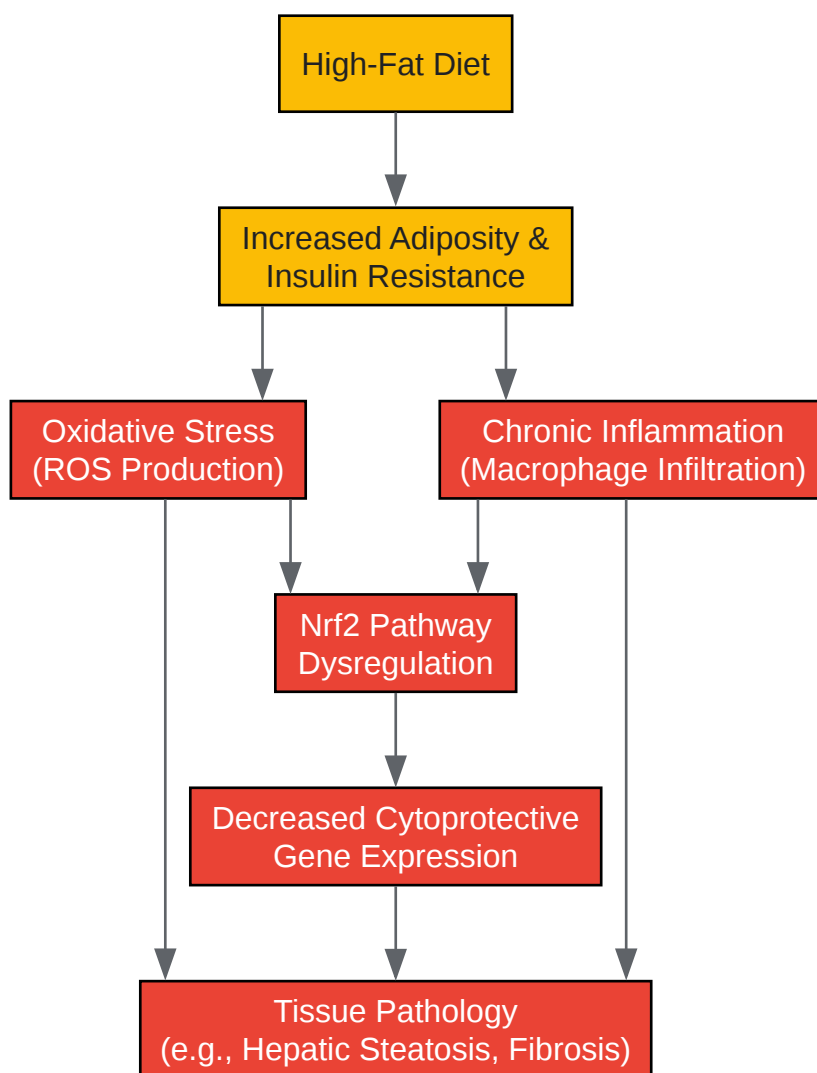 High-Fat Diet
Increased Adiposity &
Insulin Resistance
Oxidative Stress
(ROS Production)
Chronic Inflammation
(Macrophage Infiltration)
Nrf2 Pathway
Dysregulation
Decreased Cytoprotective
Gene Expression
Tissue Pathology
(e.g., Hepatic Steatosis, Fibrosis)